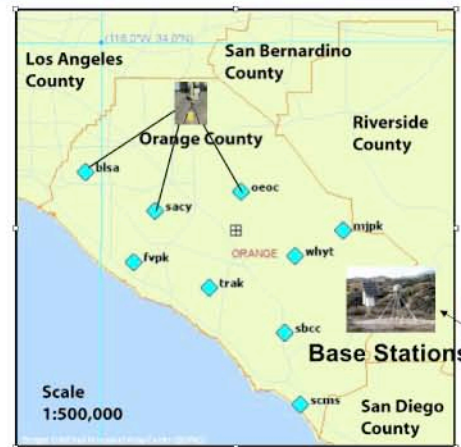 (118.0°W, 34.0°N)
Los Angeles
County
San Bernardino
County
Riverside
County
Orange County
blsa
oeoc
sacy
mjpk
ORANGE
whyt
fvpk
trak
sbcc
Base Stations
Scale
1:500,000
scms
San Diego
County